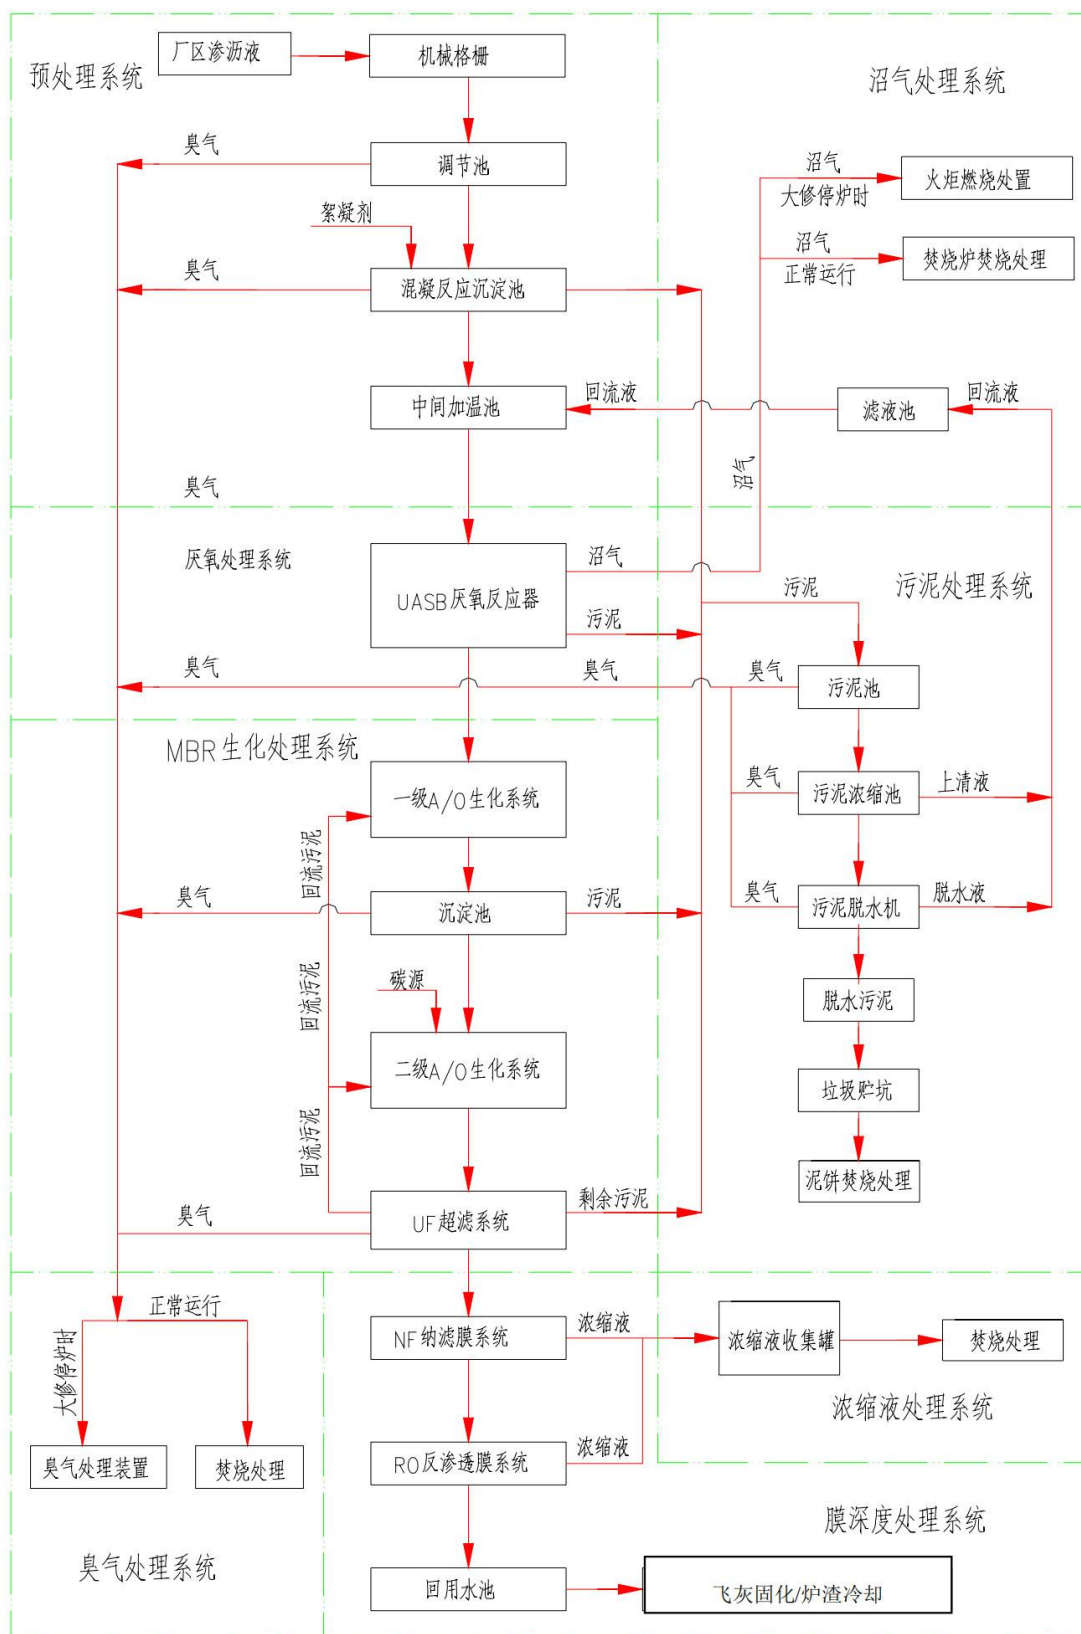 厂区渗沥液
机械格栅
预处理系统
沼气处理系统
臭气
调节池
沼气
大修停炉时
火炬燃烧处置
絮凝剂
沼气
正常运行
焚烧炉焚烧处理
臭气
混凝反应沉淀池
中间加温池
回流液
滤液池
回流液
沼气
臭气
厌氧处理系统
UASB厌氧反应器
沼气
污泥
污泥
污泥处理系统
臭气
臭气
臭气
污泥池
MBR生化处理系统
一级A/O生化系统
臭气
污泥浓缩池
上清液
回流污泥
臭气
沉淀池
污泥
臭气
污泥脱水机
脱水液
回流污泥
碳源
脱水污泥
二级A/O生化系统
垃圾贮坑
回流污泥
泥饼焚烧处理
臭气
UF超滤系统
剩余污泥
正常运行
大修停炉时
NF纳滤膜系统
浓缩液
浓缩液收集罐
焚烧处理
浓缩液处理系统
臭气处理装置
焚烧处理
RO反渗透膜系统
浓缩液
膜深度处理系统
臭气处理系统
回用水池
飞灰固化/炉渣冷却